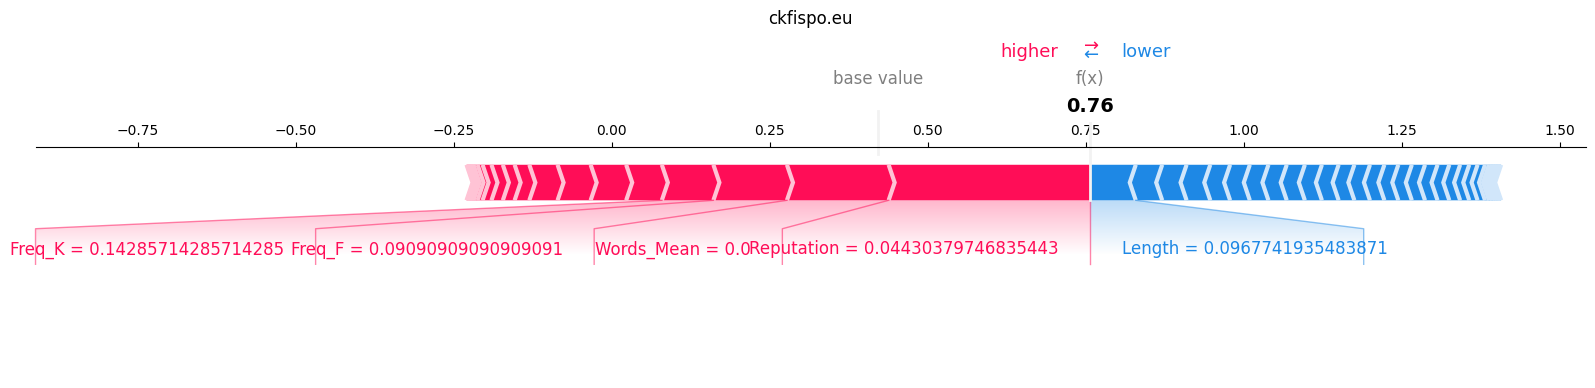 ckfispo.eu
higher ⇄ lower
base value f(x)
0.76
−0.75 −0.50 −0.25 0.00 0.25 0.50 0.75 1.00 1.25 1.50
Freq_K = 0.14285714285714285 Freq_F = 0.09090909090909091 Words_Mean = 0.0 Reputation = 0.04430379746835443 Length = 0.0967741935483871